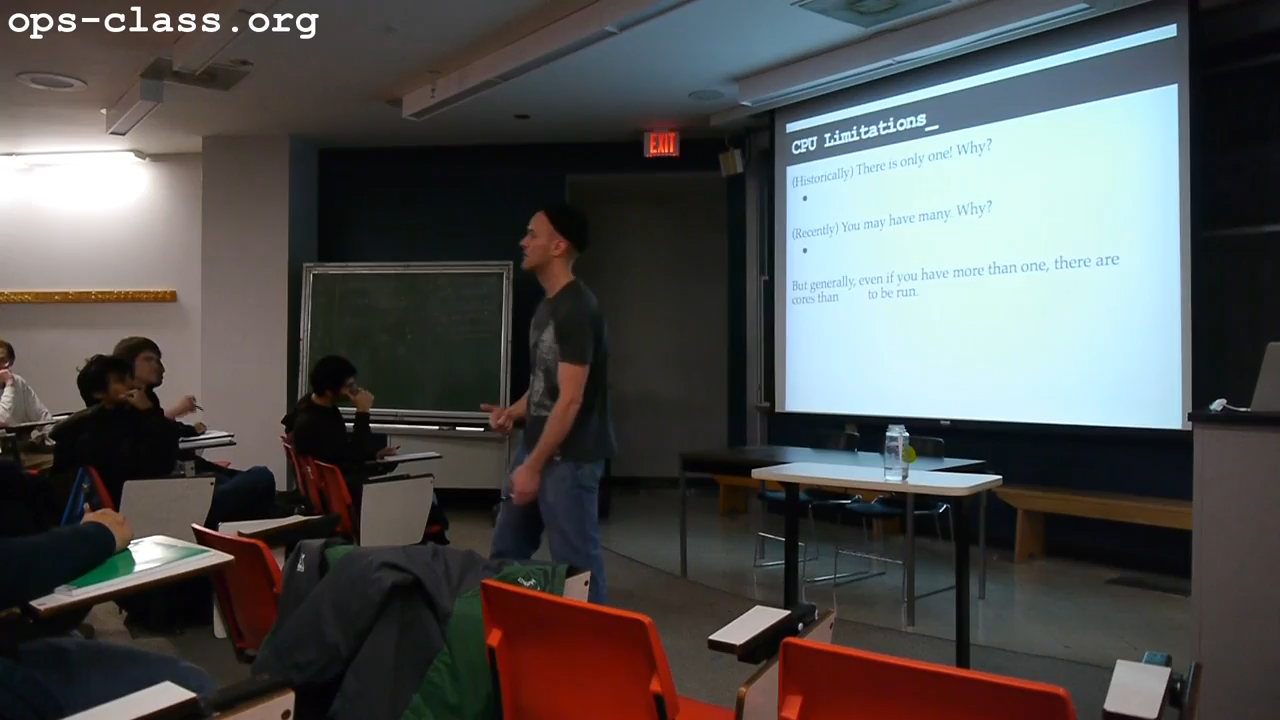 ops-class.org
EXIT
CPU Limitations_
(Historically) There is only one! Why?
(Recently) You may have many. Why?
But generally, even if you have more than one, there are
cores than to be run.